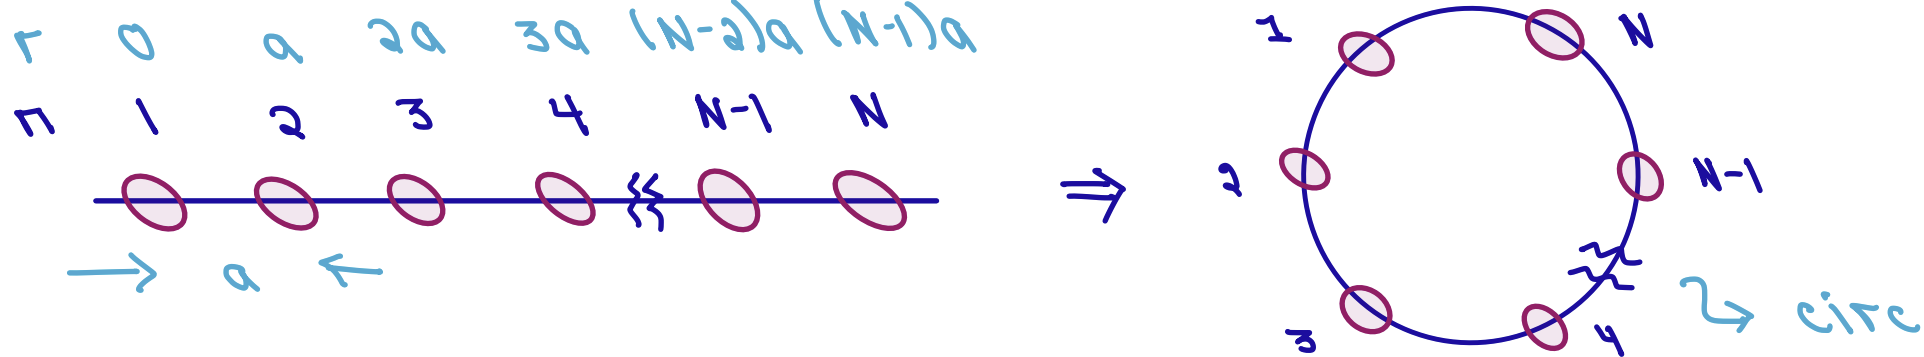 r 0 a 2a 3a (N-2)a (N-1)a
n 1 2 3 4 N-1 N
→ a ←
⇒
1 N
2 N-1
3 4
circ